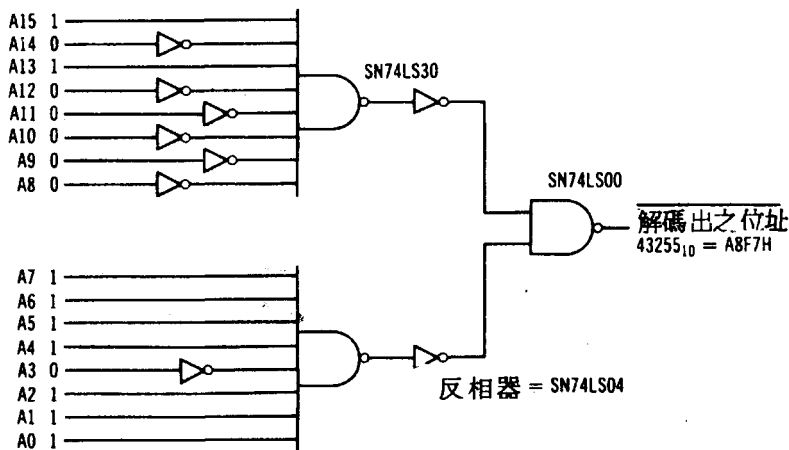 A15 1
A14 0
A13 1
A12 0
A11 0
A10 0
A9 0
A8 0
SN74LS30
SN74LS00
解碼出之位址
43255₁₀ = A8F7H
A7 1
A6 1
A5 1
A4 1
A3 0
A2 1
A1 1
A0 1
反相器 = SN74LS04